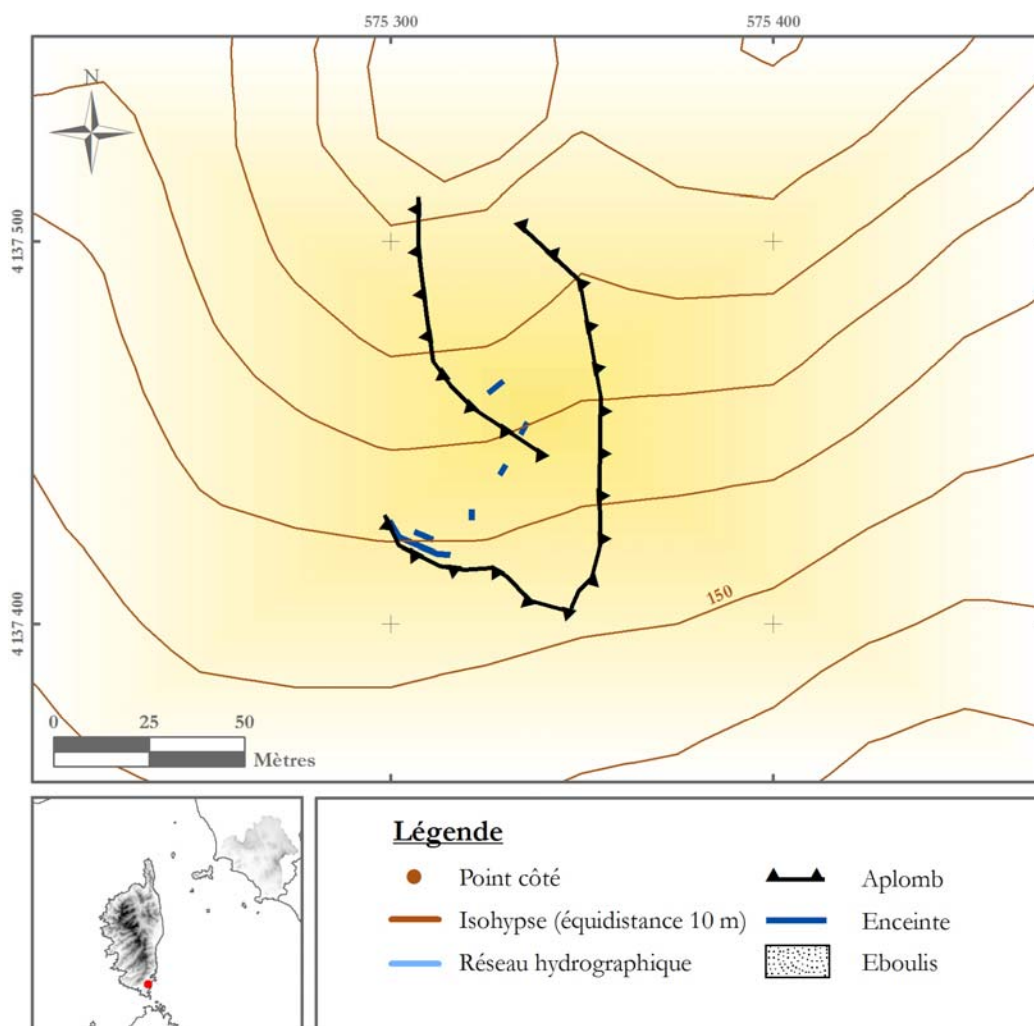 575 300
575 400
N
4 137 500
150
4 137 400
0
25
50
Mètres
Légende
Point côté
Aplomb
Isohypse (équidistance 10 m)
Enceinte
Réseau hydrographique
Eboulis